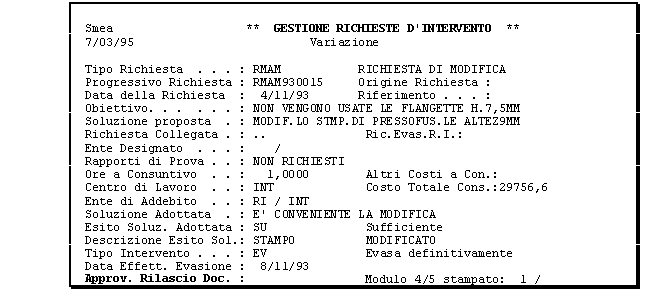 Smea ** GESTIONE RICHIESTE D'INTERVENTO **
7/03/95 Variazione
Tipo Richiesta . . . : RMAM RICHIESTA DI MODIFICA
Progressivo Richiesta : RMAM930015 Origine Richiesta :
Data della Richiesta : 4/11/93 Riferimento . . . :
Obiettivo. . . . . . : NON VENGONO USATE LE FLANGETTE H.7,5MM
Soluzione proposta . : MODIF.LO STMP.DI PRESSOFUS.LE ALTEZ9MM
Richiesta Collegata . : .. Ric.Evas.R.I.:
Ente Designato . . . : /
Rapporti di Prova . . : NON RICHIESTI
Ore a Consuntivo . . : 1,0000 Altri Costi a Con.:
Centro di Lavoro . . : INT Costo Totale Cons.:29756,6
Ente di Addebito . . : RI / INT
Soluzione Adottata . : E' CONVENIENTE LA MODIFICA
Esito Soluz. Adottata : SU Sufficiente
Descrizione Esito Sol.: STAMPO MODIFICATO
Tipo Intervento . . . : EV Evasa definitivamente
Data Effett. Evasione : 8/11/93
Approv. Rilascio Doc. : Modulo 4/5 stampato: 1 /